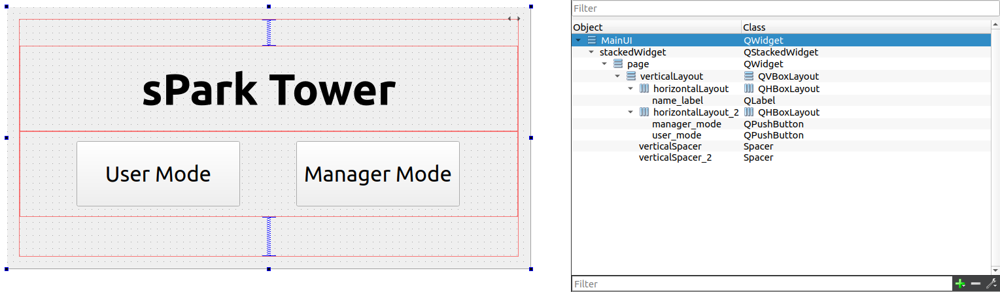 sPark Tower
User Mode
Manager Mode
Filter
Object Class
MainUI QWidget
stackedWidget QStackedWidget
page QWidget
verticalLayout QVBoxLayout
horizontalLayout QHBoxLayout
name_label QLabel
horizontalLayout_2 QHBoxLayout
manager_mode QPushButton
user_mode QPushButton
verticalSpacer Spacer
verticalSpacer_2 Spacer
Filter